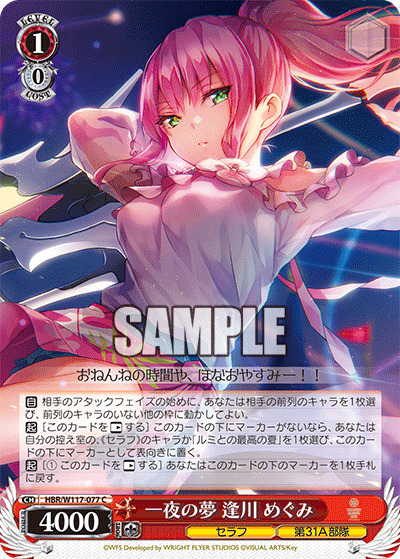 LEVEL
1
0
COST
SAMPLE
おねんねの時間や、ほなおやすみー！！
自 相手のアタックフェイズの始めに、あなたは相手の前列のキャラを1枚選
び、前列のキャラのいない他の枠に動かしてよい。
起 ［このカードを する］ このカードの下にマーカーがないなら、あなたは
自分の控え室の、《セラフ》のキャラか「ルミとの最高の夏」を1枚選び、このカー
ドの下にマーカーとして表向きに置く。
起 ［① このカードを する］ あなたはこのカードの下のマーカーを1枚手札
に戻す。
CH HBR/W117-077 C
一夜の夢 逢川 めぐみ
4000
セラフ
第31A部隊
©WFS Developed by WRIGHT FLYER STUDIOS ©VISUAL ARTS/Key